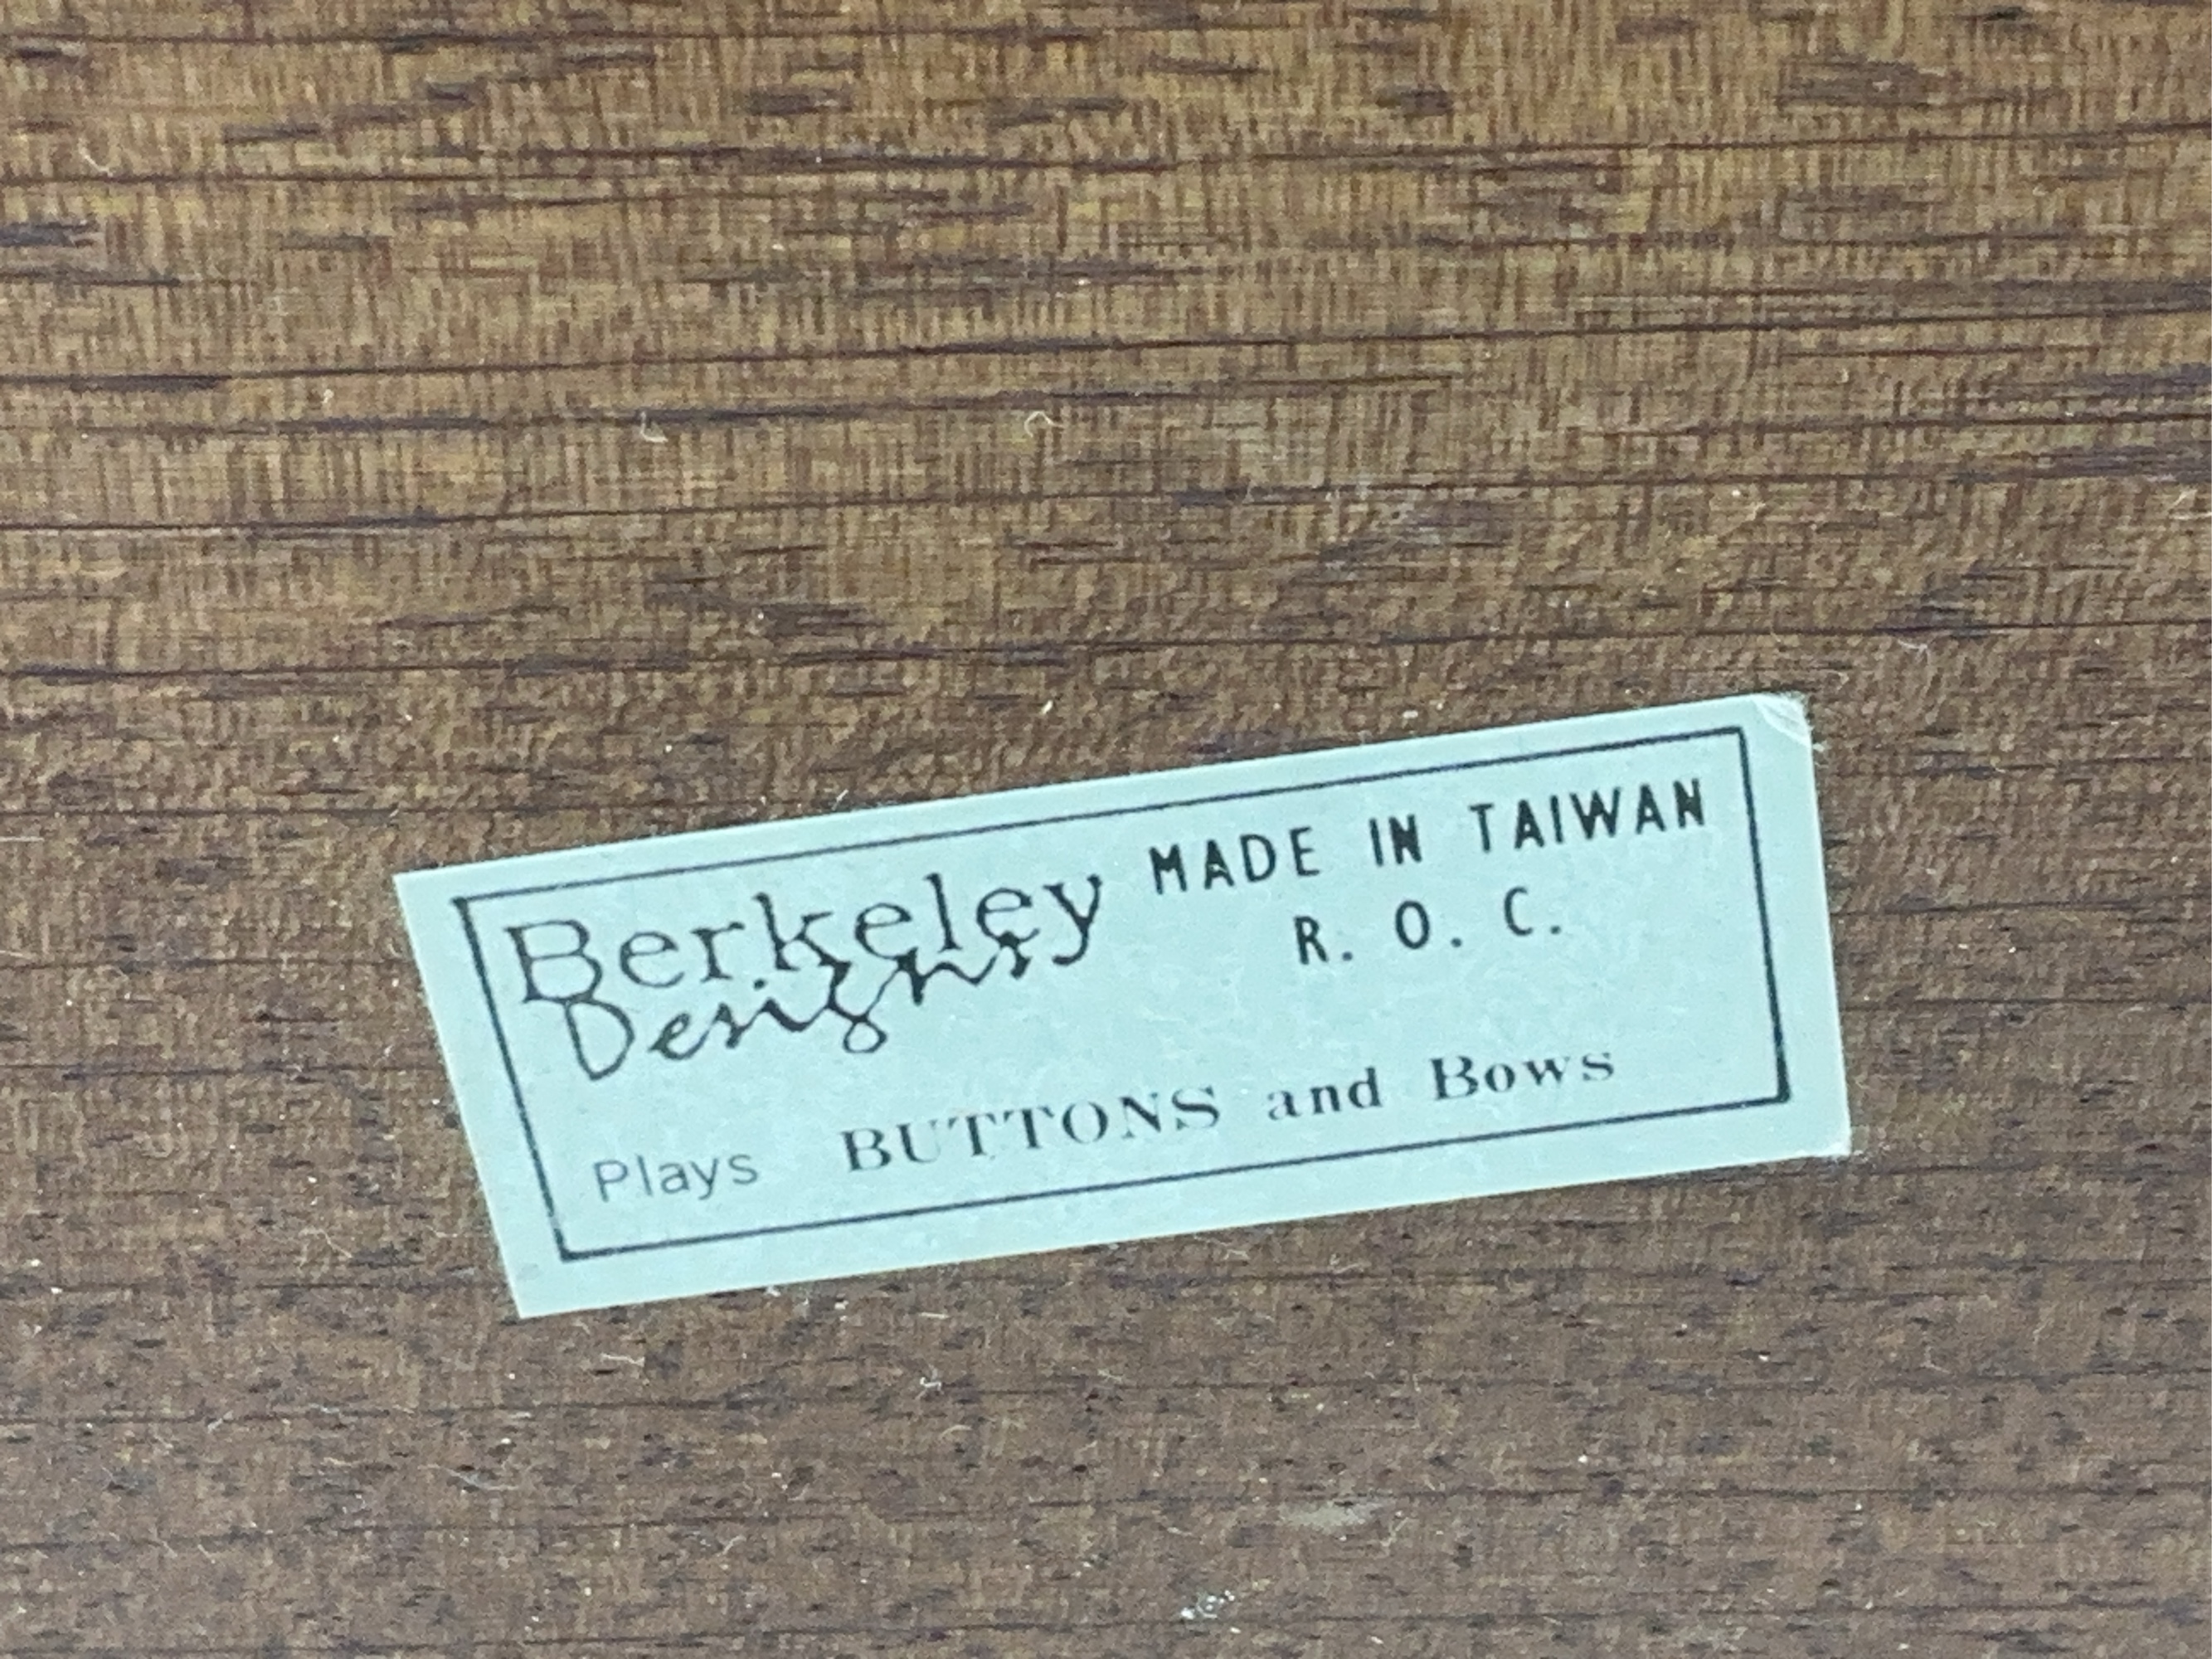 Berkeley MADE IN TAIWAN
Designs R. O. C.
Plays BUTTONS and Bows